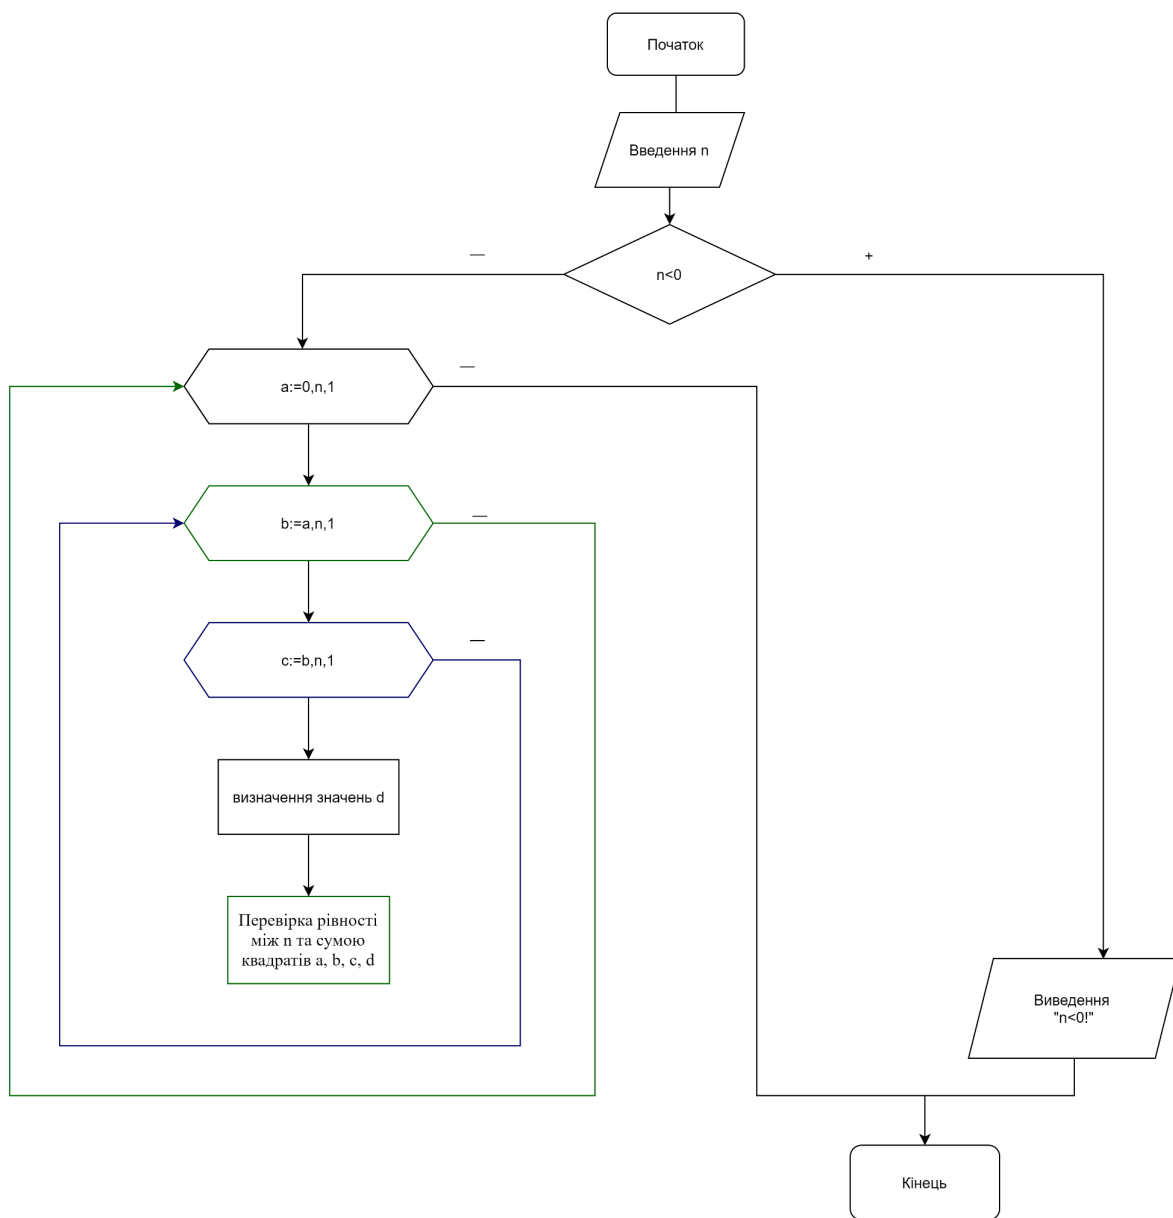 Початок
Введення n
n<0
—
+
a:=0,n,1
—
b:=a,n,1
—
c:=b,n,1
—
визначення значень d
Перевірка рівності
між n та сумою
квадратів a, b, c, d
Виведення
"n<0!"
Кінець